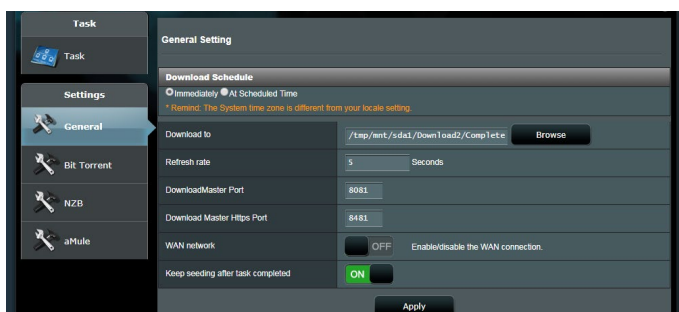 Task
Task
Settings
General
Bit Torrent
NZB
aMule
General Setting
Download Schedule
Immediately At Scheduled Time
* Remind: The System time zone is different from your locale setting.
Download to /tmp/mnt/sda1/Download2/Complete Browse
Refresh rate 5 Seconds
DownloadMaster Port 8081
Download Master Https Port 8481
WAN network OFF Enable/disable the WAN connection.
Keep seeding after task completed ON
Apply